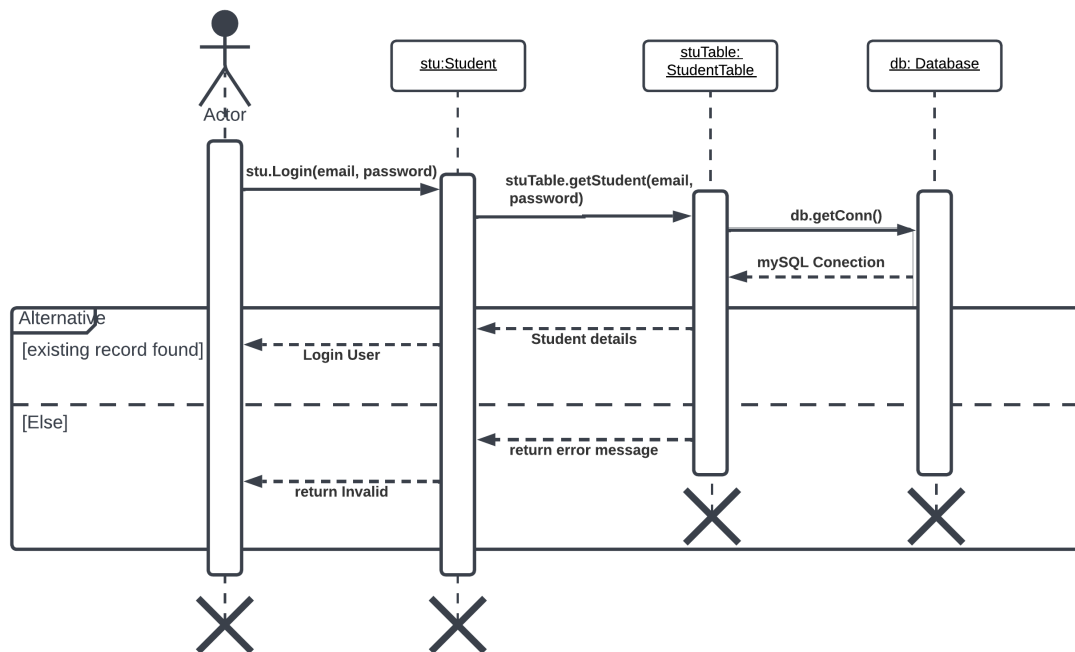 Actor
stu:Student
stuTable:
StudentTable
db: Database
stu.Login(email, password)
stuTable.getStudent(email,
password)
db.getConn()
mySQL Conection
Alternative
[existing record found]
Student details
Login User
[Else]
return error message
return Invalid